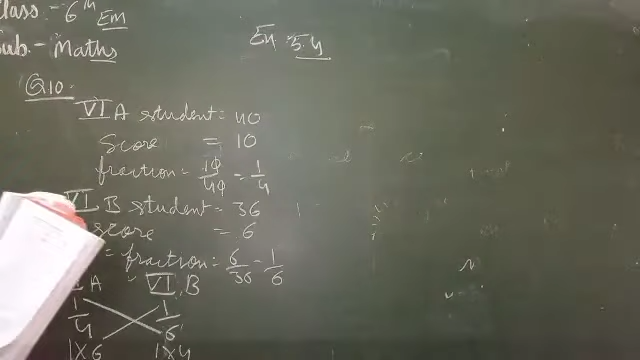 Class - 6th EM
Sub - Maths
Ex. 5.4
Q10.
VI A student = 40
Score = 10
fraction = 10/40 = 1/4
VI B student = 36
score = 6
= fraction = 6/36 = 1/6
A VI B
1/4 1/6
1×6 1×4